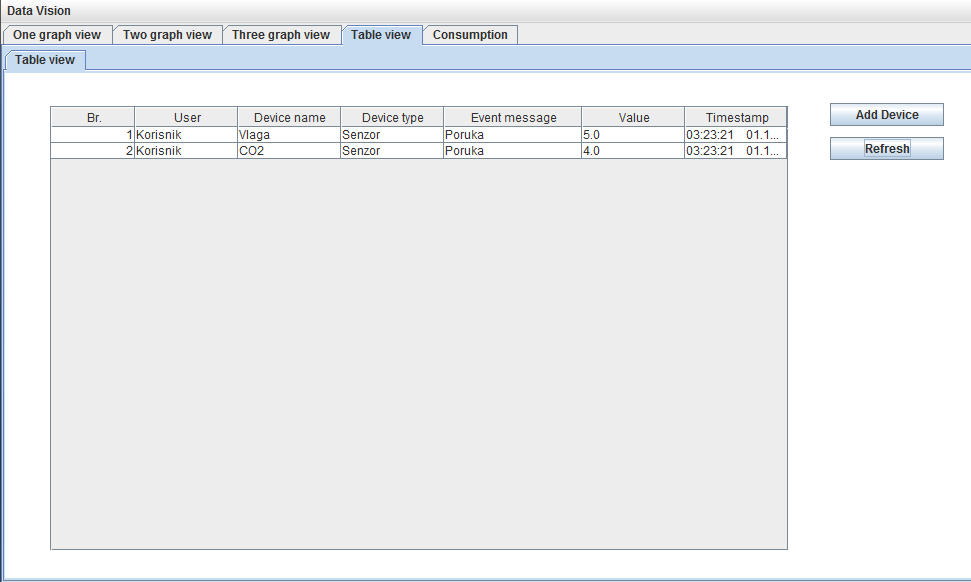 Data Vision
One graph view Two graph view Three graph view Table view Consumption
Table view
Br. User Device name Device type Event message Value Timestamp
1 Korisnik Vlaga Senzor Poruka 5.0 03:23:21 01.1...
2 Korisnik CO2 Senzor Poruka 4.0 03:23:21 01.1...
Add Device
Refresh